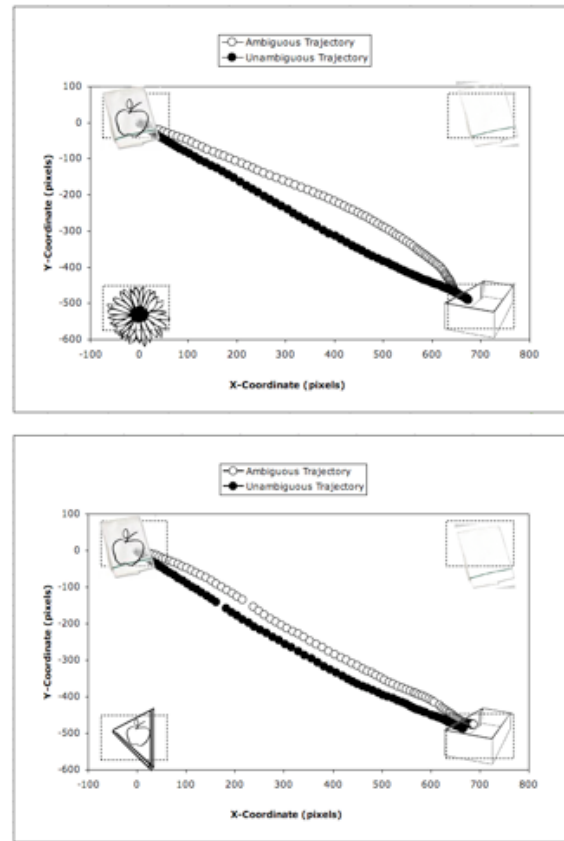 Ambiguous Trajectory
Unambiguous Trajectory
100
0
-100
-200
-300
-400
-500
-600
Y-Coordinate (pixels)
-100 0 100 200 300 400 500 600 700 800
X-Coordinate (pixels)
Ambiguous Trajectory
Unambiguous Trajectory
100
0
-100
-200
-300
-400
-500
-600
Y-Coordinate (pixels)
-100 0 100 200 300 400 500 600 700 800
X-Coordinate (pixels)